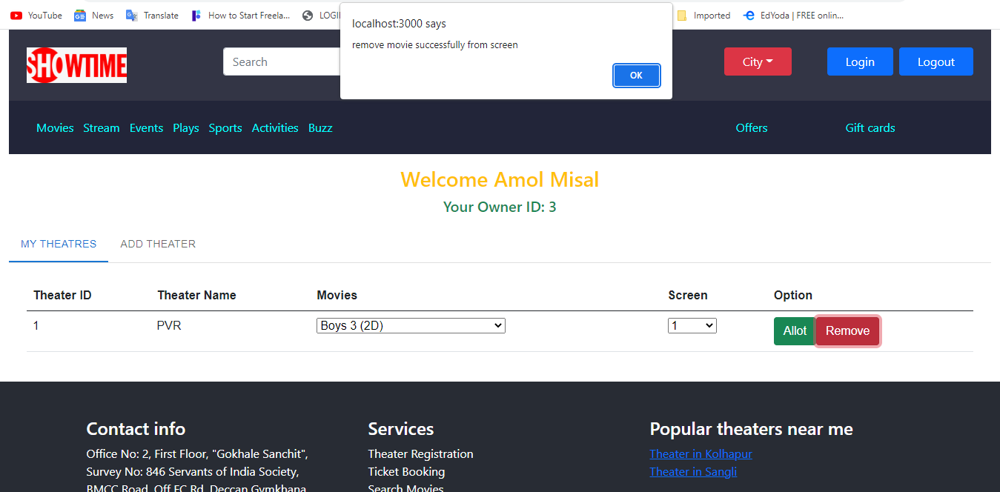 YouTube News Translate How to Start Freela... LOGI Imported EdYoda | FREE onlin...
localhost:3000 says
remove movie successfully from screen
OK
SHOWTIME Search City Login Logout
Movies Stream Events Plays Sports Activities Buzz Offers Gift cards
Welcome Amol Misal
Your Owner ID: 3
MY THEATRES ADD THEATER
Theater ID Theater Name Movies Screen Option
1 PVR Boys 3 (2D) 1 Allot Remove
Contact info Services Popular theaters near me
Office No: 2, First Floor, "Gokhale Sanchit", Theater Registration Theater in Kolhapur
Survey No: 846 Servants of India Society, Ticket Booking Theater in Sangli
BMCC Road, Off FC Rd, Deccan Gymkhana, Search Movies